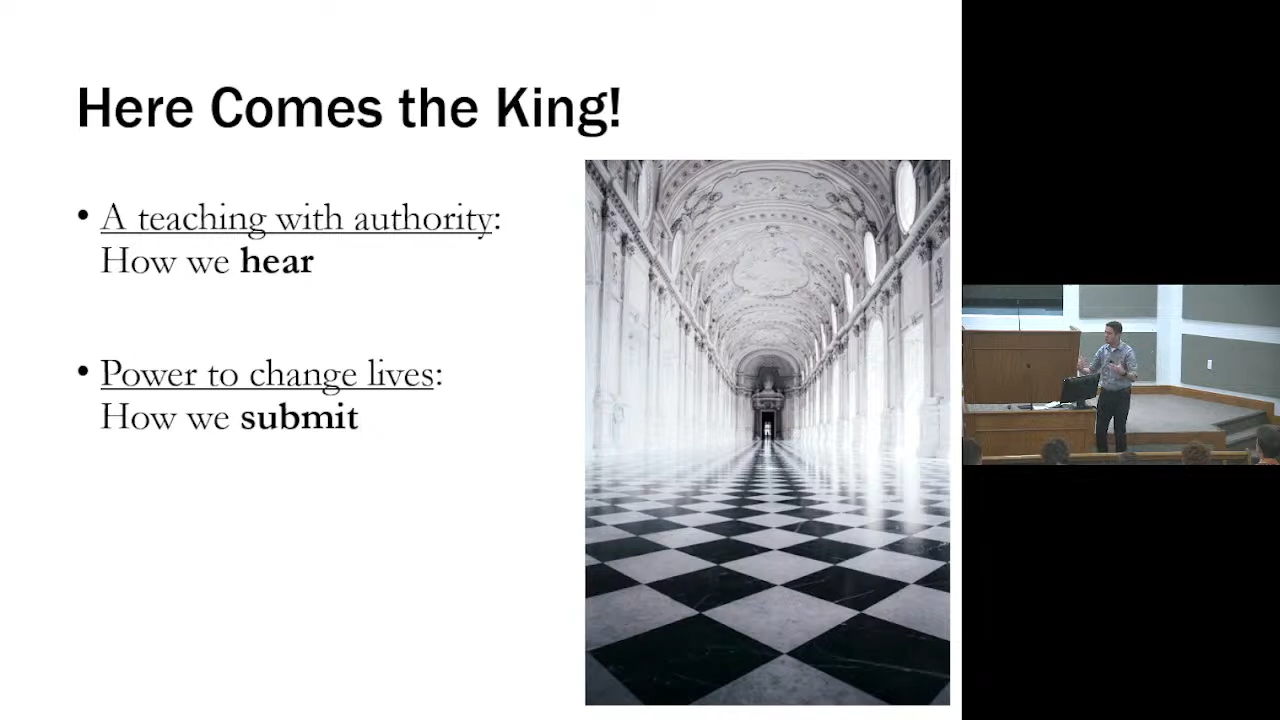 Here Comes the King!
• A teaching with authority:
How we hear
• Power to change lives:
How we submit